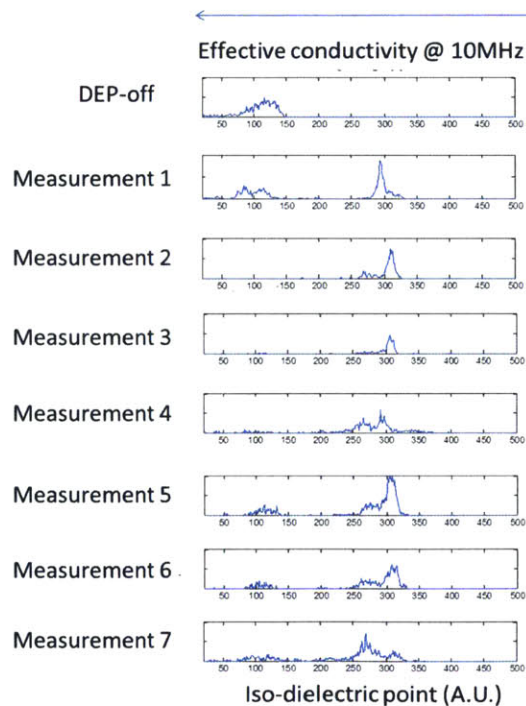 Effective conductivity @ 10MHz
DEP-off
50 100 150 200 250 300 350 400 450 500
Measurement 1
50 100 150 200 250 300 350 400 450 500
Measurement 2
50 100 150 200 250 300 350 400 450 500
Measurement 3
50 100 150 200 250 300 350 400 450 500
Measurement 4
50 100 150 200 250 300 350 400 450 500
Measurement 5
50 100 150 200 250 300 350 400 450 500
Measurement 6
50 100 150 200 250 300 350 400 450 500
Measurement 7
50 100 150 200 250 300 350 400 450 500
Iso-dielectric point (A.U.)